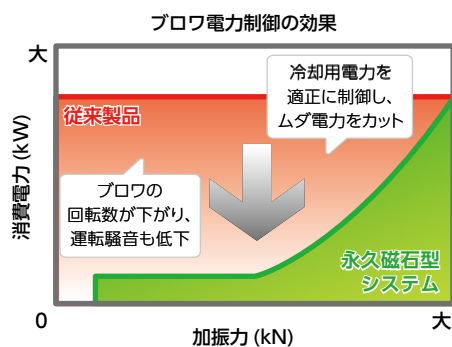 ブロワ電力制御の効果
大
冷却用電力を
適正に制御し、
ムダ電力をカット
従来製品
ブロワの
回転数が下がり、
運転騒音も低下
消費電力(kW)
永久磁石型
システム
0
大
加振力(kN)